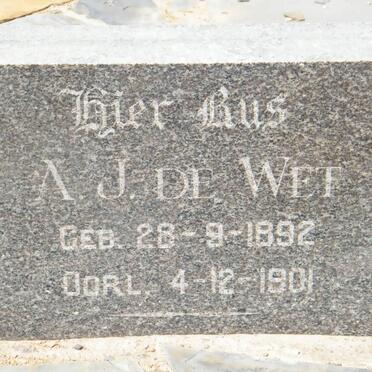 Hier Rus
A. J. DE WET
GEB. 28-9-1892
OORL. 4-12-1901